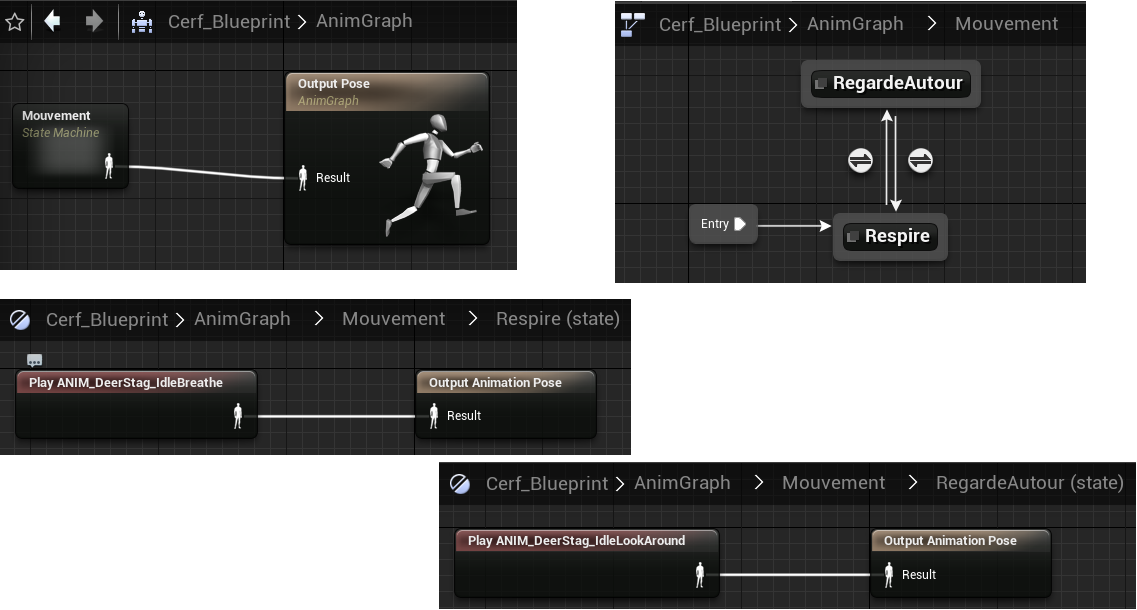 Cerf_Blueprint > AnimGraph
Mouvement
State Machine
Output Pose
AnimGraph
Result
Cerf_Blueprint > AnimGraph > Mouvement
RegardeAutour
Entry
Respire
Cerf_Blueprint > AnimGraph > Mouvement > Respire (state)
Play ANIM_DeerStag_IdleBreathe
Output Animation Pose
Result
Cerf_Blueprint > AnimGraph > Mouvement > RegardeAutour (state)
Play ANIM_DeerStag_IdleLookAround
Output Animation Pose
Result